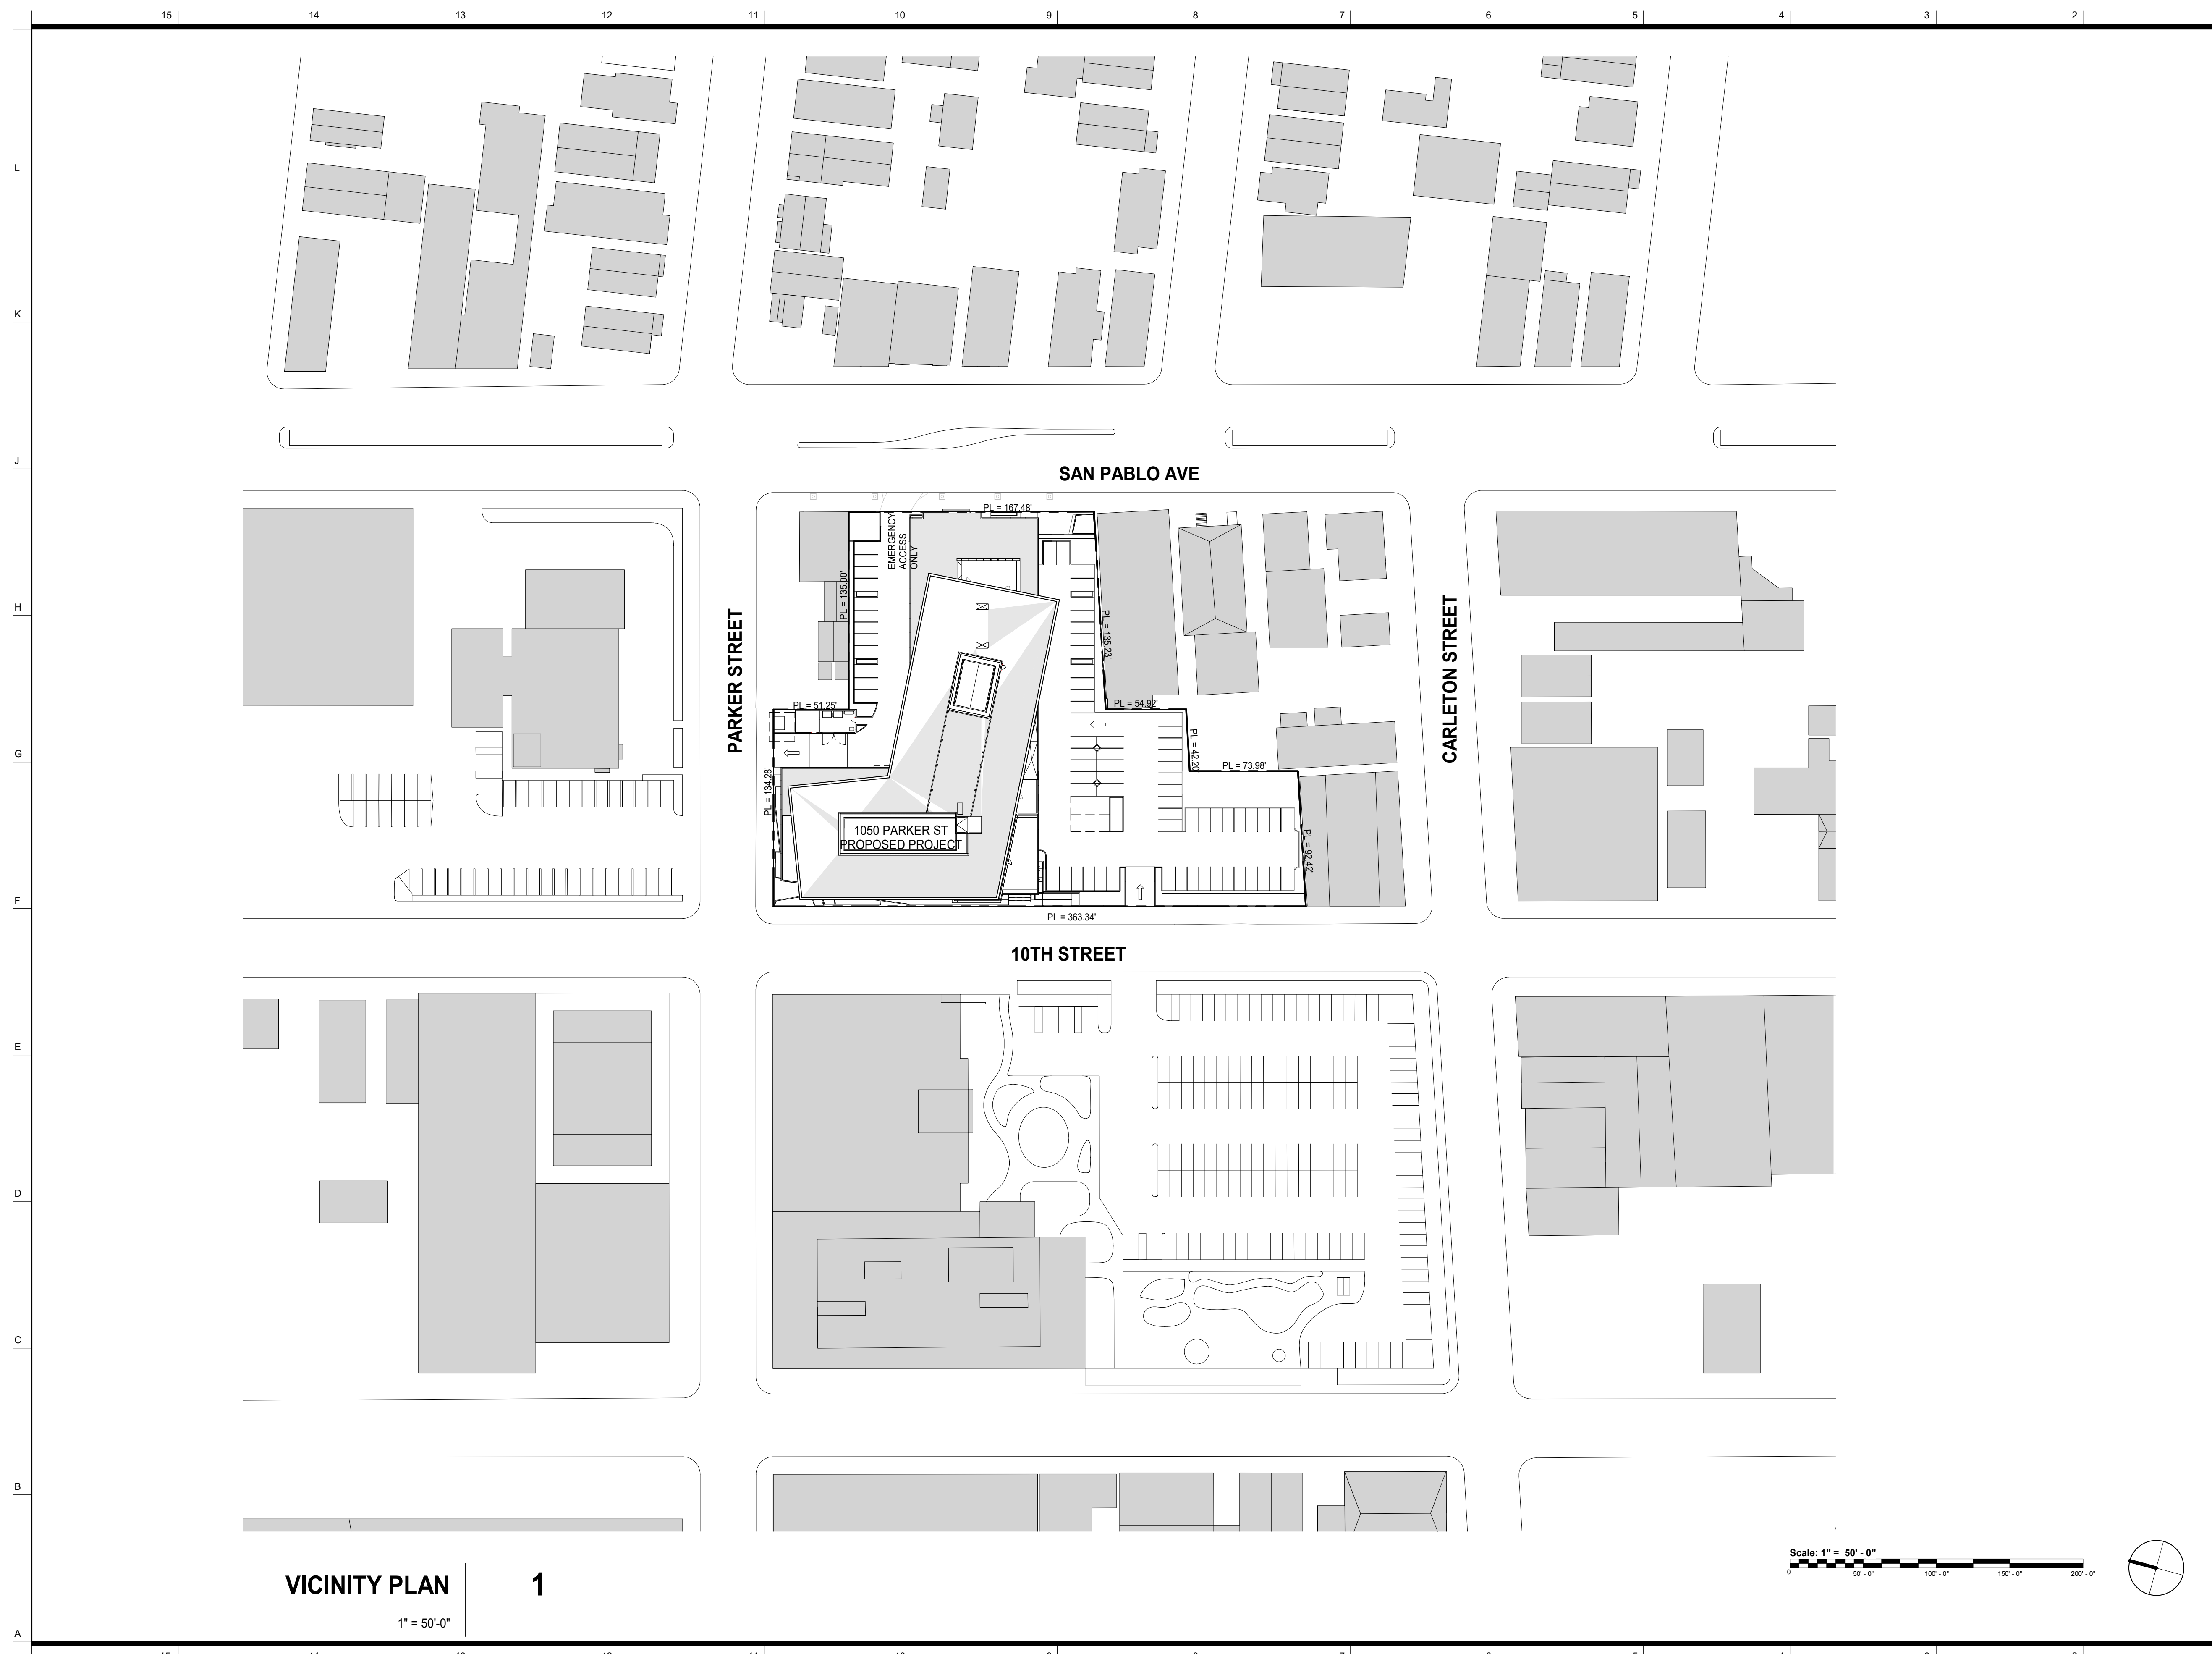 15 14 13 12 11 10 9 8 7 6 5 4 3 2
L
K
J
SAN PABLO AVE
PL = 167.48'
EMERGENCY
ACCESS
ONLY
PL = 135.00'
H
PARKER STREET
PL = 135.23'
CARLETON STREET
PL = 51.25'
PL = 54.92'
G
PL = 42.20'
PL = 73.98'
PL = 134.28'
1050 PARKER ST
PROPOSED PROJECT
PL = 92.42'
F
PL = 363.34'
10TH STREET
E
D
C
B
VICINITY PLAN
1
1" = 50'-0"
Scale: 1" = 50' - 0"
0 50' - 0" 100' - 0" 150' - 0" 200' - 0"
A